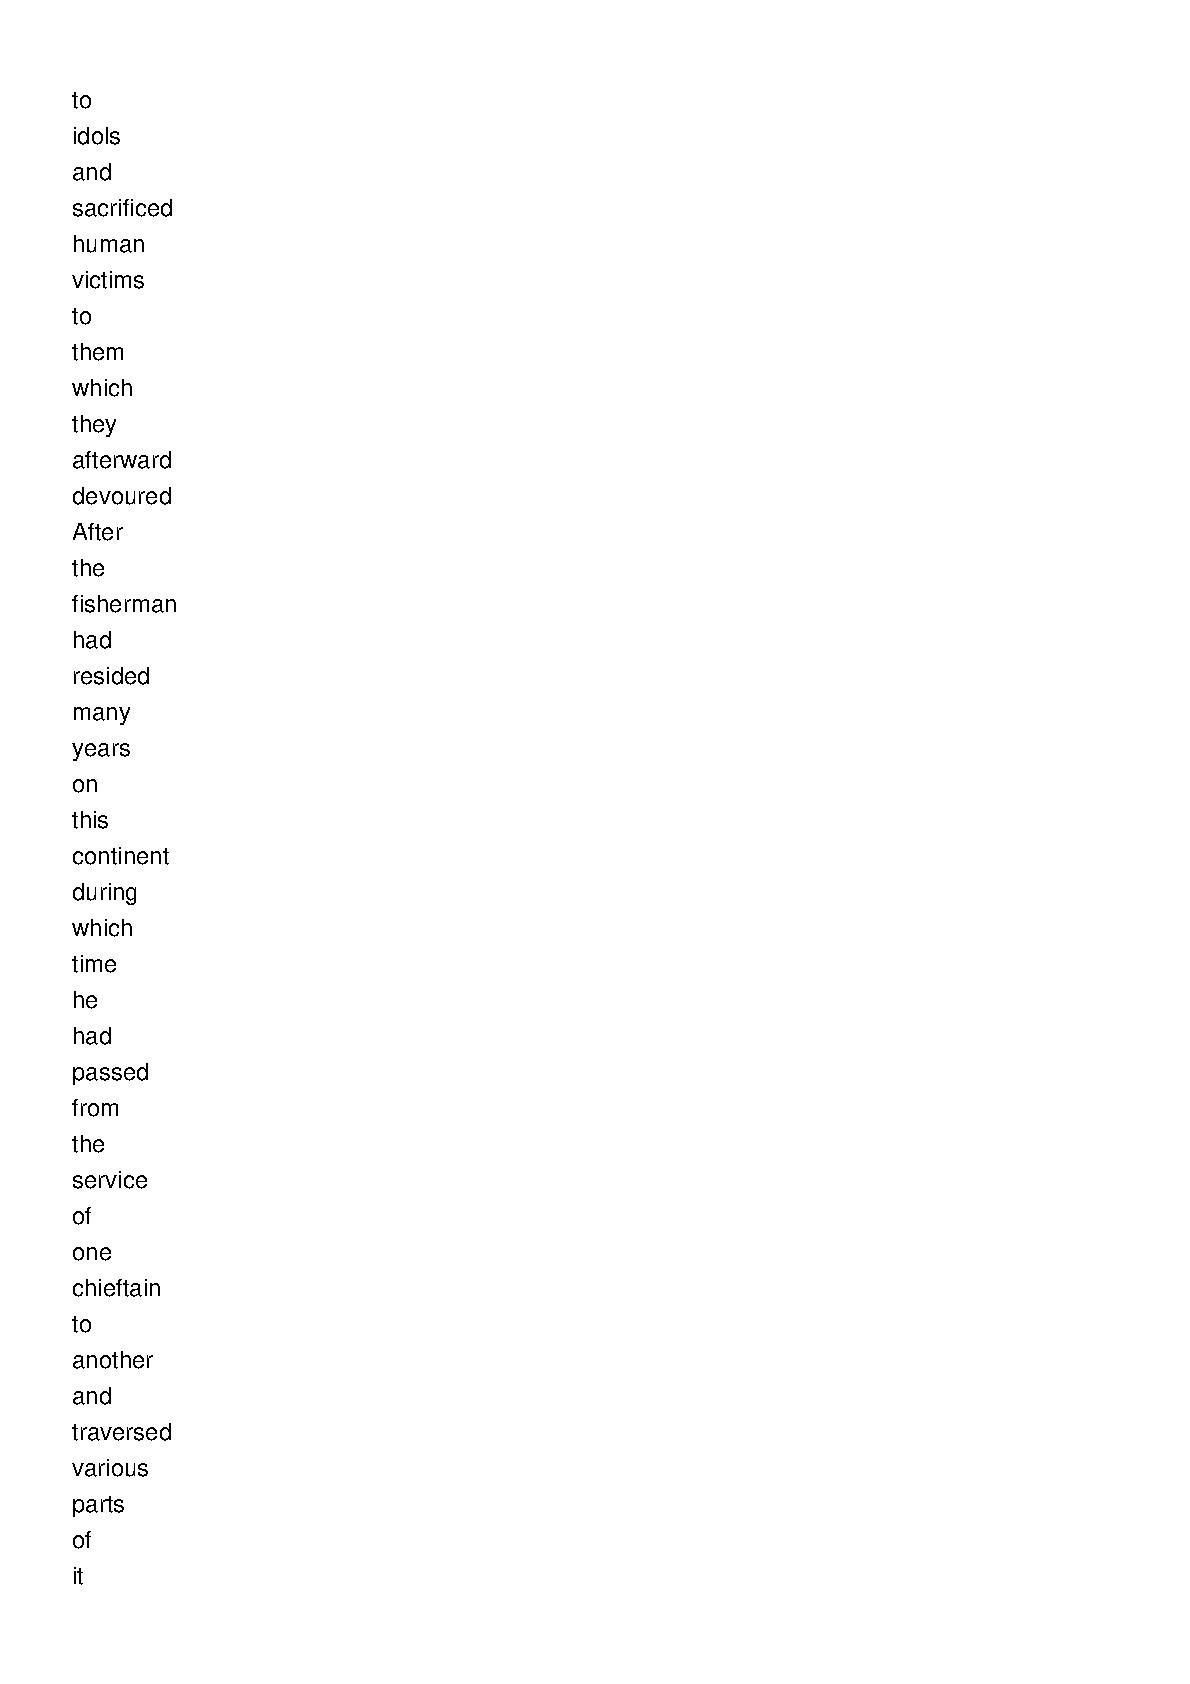 to
idols
and
sacrificed
human
victims
to
them
which
they
afterward
devoured
After
the
fisherman
had
resided
many
years
on
this
continent
during
which
time
he
had
passed
from
the
service
of
one
chieftain
to
another
and
traversed
various
parts
of
it